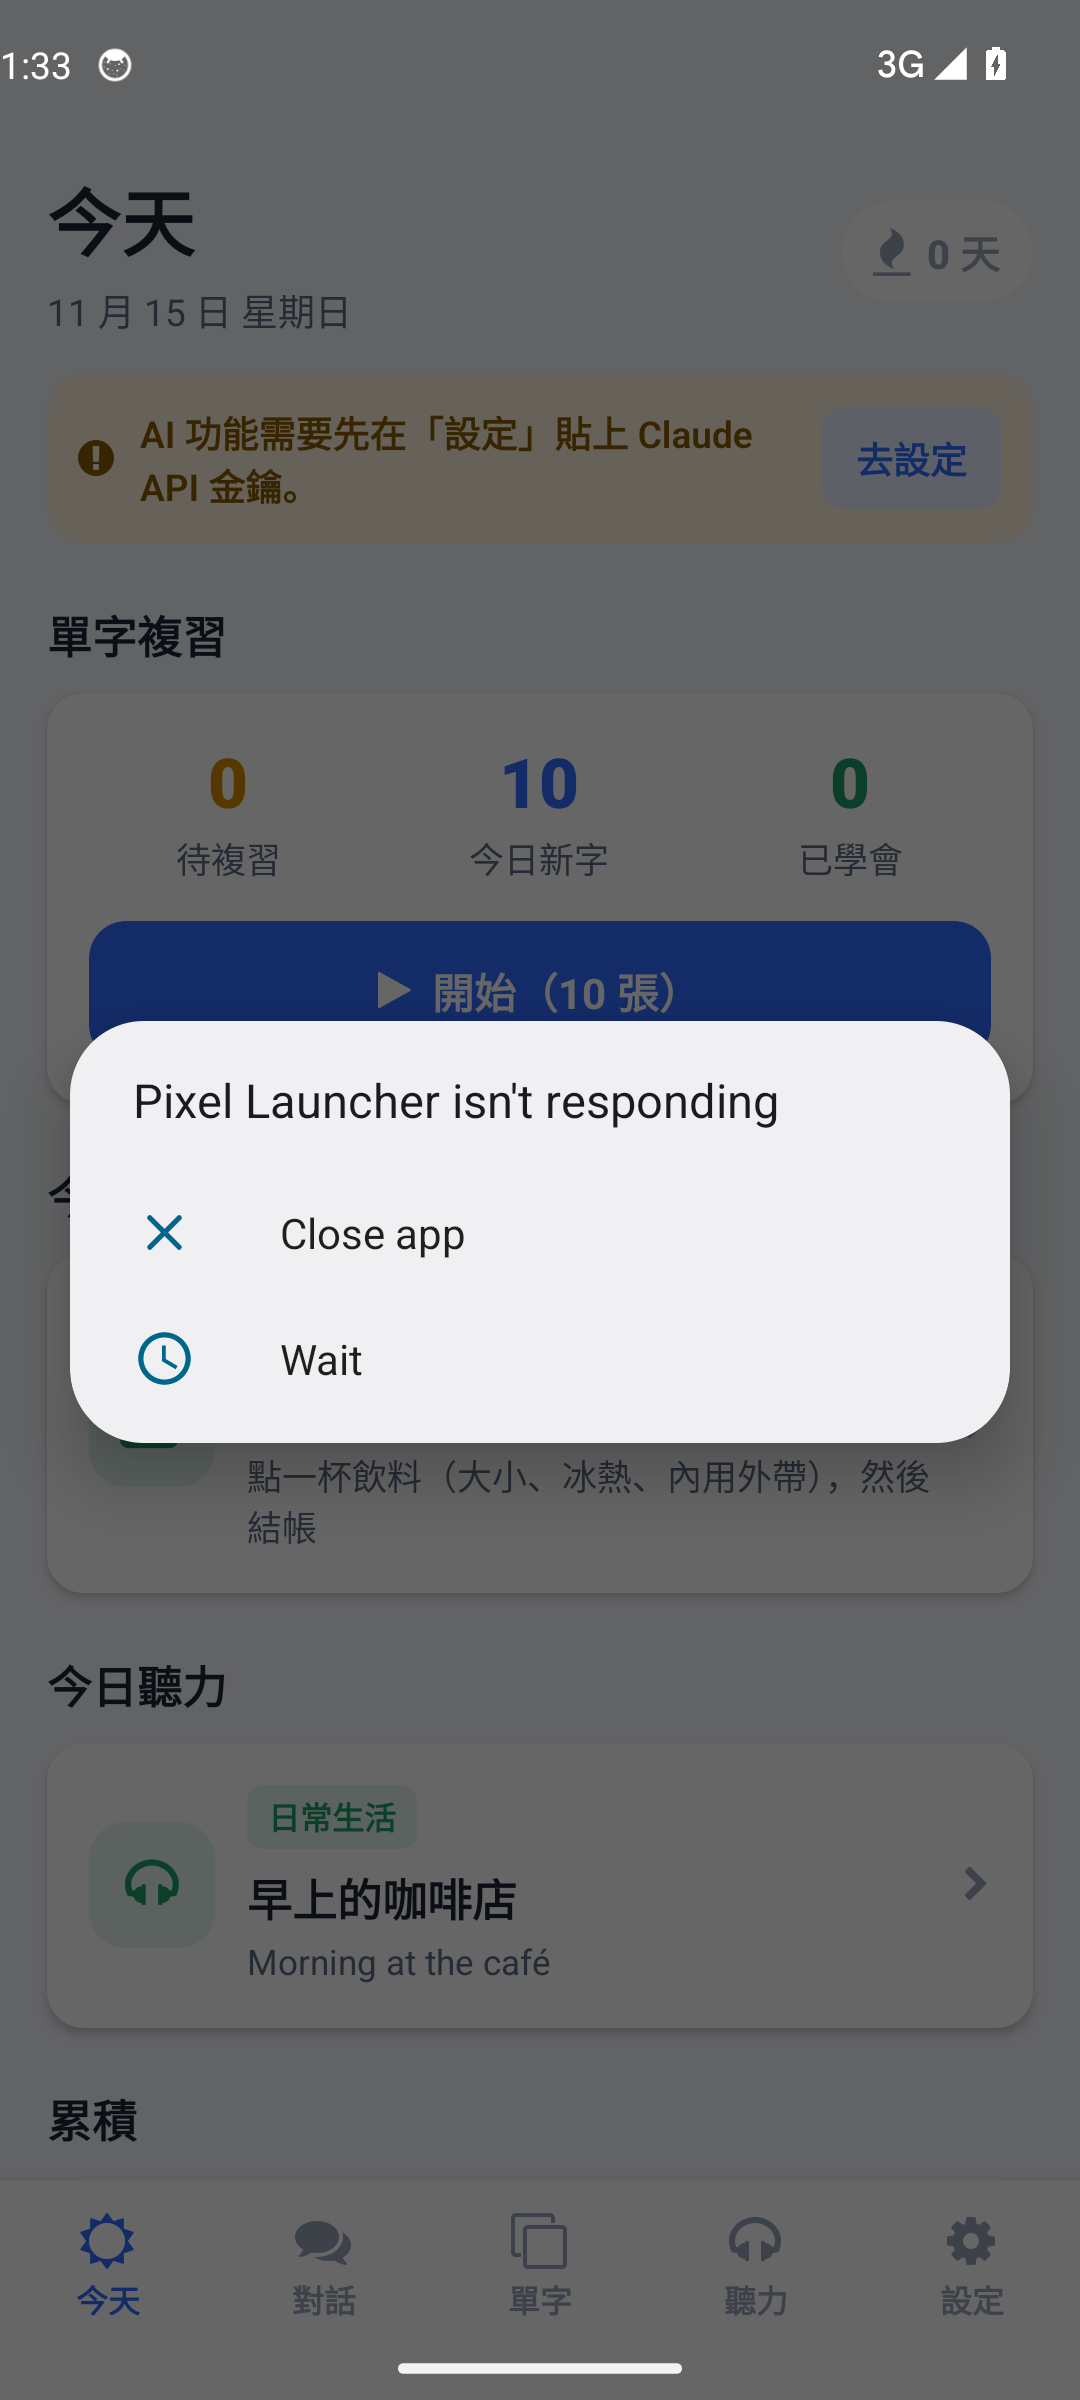 1:33
3G
今天
0 天
11 月 15 日 星期日
AI 功能需要先在「設定」貼上 Claude
API 金鑰。
去設定
單字複習
0
10
0
待複習
今日新字
已學會
開始（10 張）
Pixel Launcher isn't responding
Close app
Wait
點一杯飲料（大小、冰熱、內用外帶），然後
結帳
今日聽力
日常生活
早上的咖啡店
Morning at the café
累積
今天
對話
單字
聽力
設定